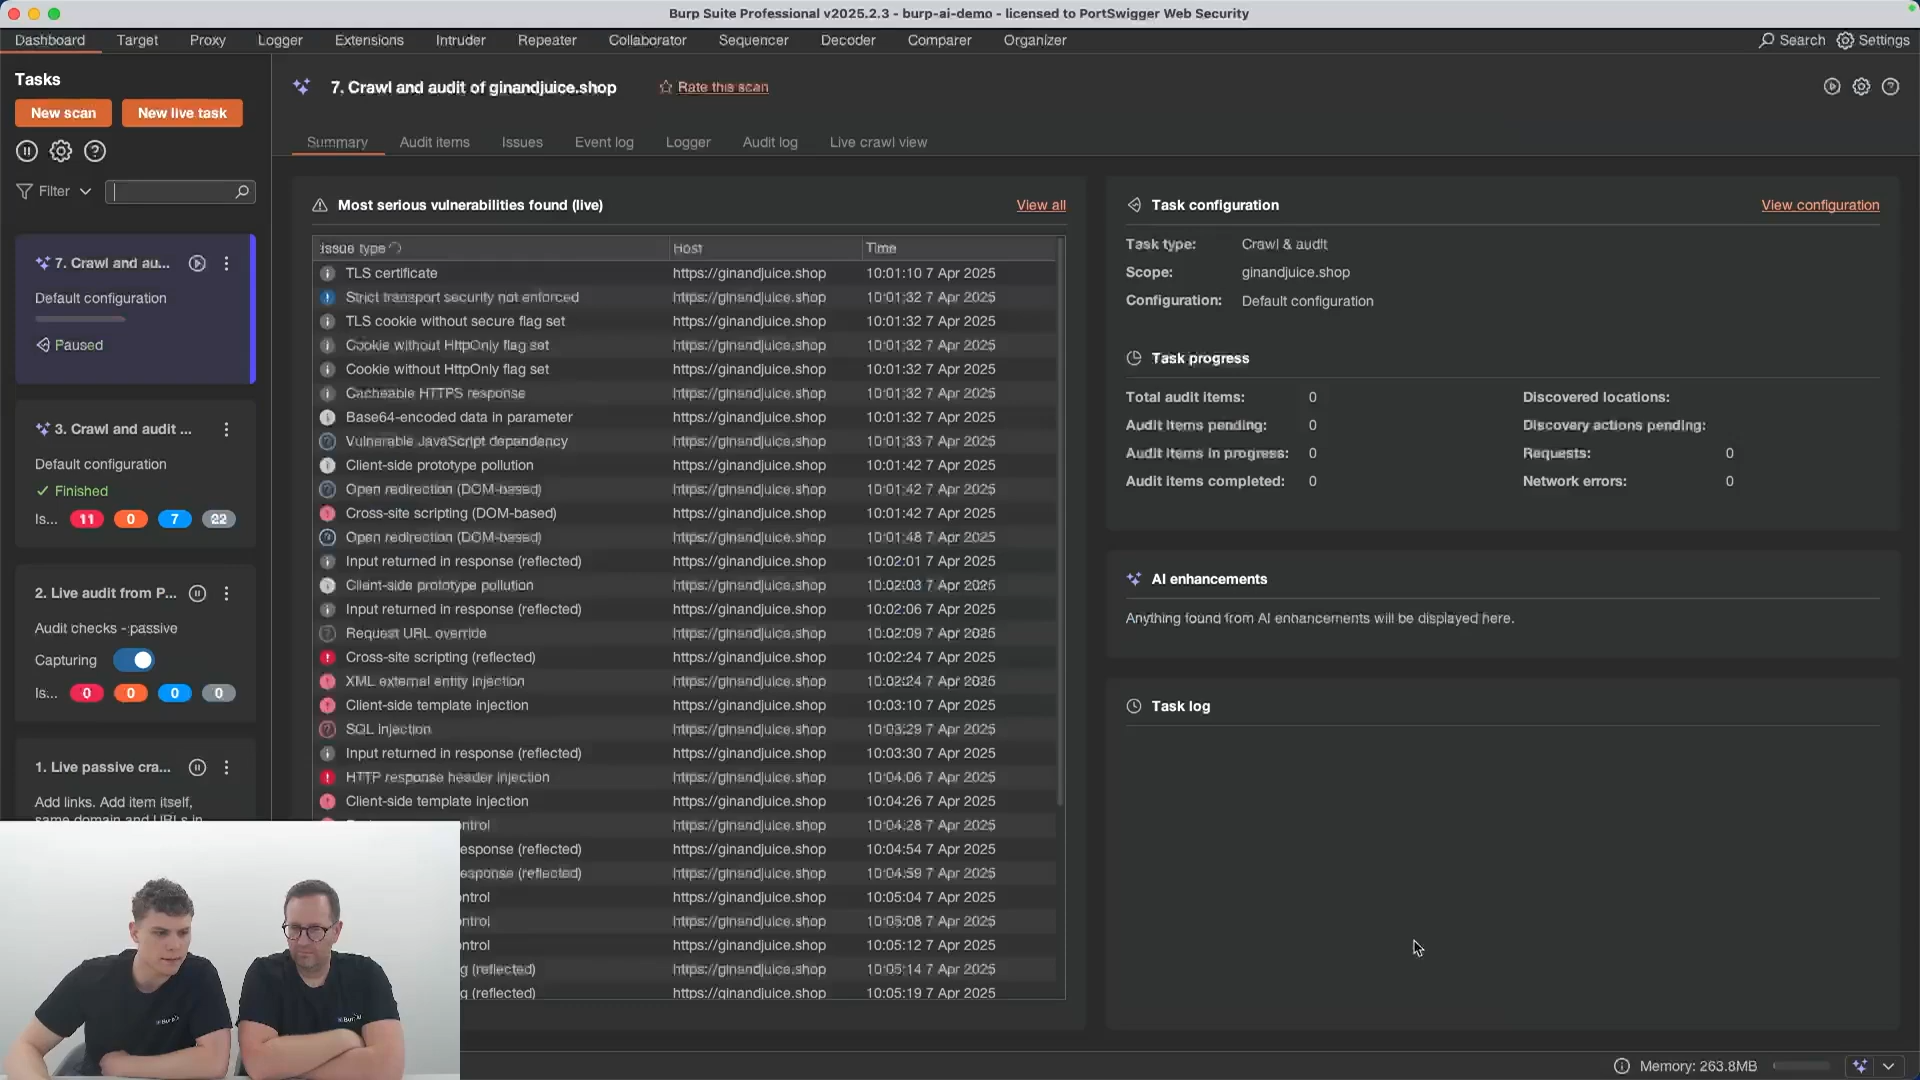 Burp Suite Professional v2025.2.3 - burp-ai-demo - licensed to PortSwigger Web Security
Dashboard Target Proxy Logger Extensions Intruder Repeater Collaborator Sequencer Decoder Comparer Organizer Search Settings
Tasks
New scan New live task
Filter
7. Crawl and au...
Default configuration
Paused
3. Crawl and audit ...
Default configuration
Finished
Is... 11 0 7 22
2. Live audit from P...
Audit checks - passive
Capturing
Is... 0 0 0 0
1. Live passive cra...
Add links. Add item itself,
same domain and URLs in
7. Crawl and audit of ginandjuice.shop Rate this scan
Summary Audit items Issues Event log Logger Audit log Live crawl view
Most serious vulnerabilities found (live) View all
Issue type Host Time
TLS certificate https://ginandjuice.shop 10:01:10 7 Apr 2025
Strict transport security not enforced https://ginandjuice.shop 10:01:32 7 Apr 2025
TLS cookie without secure flag set https://ginandjuice.shop 10:01:32 7 Apr 2025
Cookie without HttpOnly flag set https://ginandjuice.shop 10:01:32 7 Apr 2025
Cookie without HttpOnly flag set https://ginandjuice.shop 10:01:32 7 Apr 2025
Cacheable HTTPS response https://ginandjuice.shop 10:01:32 7 Apr 2025
Base64-encoded data in parameter https://ginandjuice.shop 10:01:32 7 Apr 2025
Vulnerable JavaScript dependency https://ginandjuice.shop 10:01:33 7 Apr 2025
Client-side prototype pollution https://ginandjuice.shop 10:01:42 7 Apr 2025
Open redirection (DOM-based) https://ginandjuice.shop 10:01:42 7 Apr 2025
Cross-site scripting (DOM-based) https://ginandjuice.shop 10:01:42 7 Apr 2025
Open redirection (DOM-based) https://ginandjuice.shop 10:01:48 7 Apr 2025
Input returned in response (reflected) https://ginandjuice.shop 10:02:01 7 Apr 2025
Client-side prototype pollution https://ginandjuice.shop 10:02:03 7 Apr 2025
Input returned in response (reflected) https://ginandjuice.shop 10:02:06 7 Apr 2025
Request URL override https://ginandjuice.shop 10:02:09 7 Apr 2025
Cross-site scripting (reflected) https://ginandjuice.shop 10:02:24 7 Apr 2025
XML external entity injection https://ginandjuice.shop 10:02:24 7 Apr 2025
Client-side template injection https://ginandjuice.shop 10:03:10 7 Apr 2025
SQL injection https://ginandjuice.shop 10:03:29 7 Apr 2025
Input returned in response (reflected) https://ginandjuice.shop 10:03:30 7 Apr 2025
HTTP response header injection https://ginandjuice.shop 10:04:06 7 Apr 2025
Client-side template injection https://ginandjuice.shop 10:04:26 7 Apr 2025
ntrol https://ginandjuice.shop 10:04:28 7 Apr 2025
esponse (reflected) https://ginandjuice.shop 10:04:54 7 Apr 2025
esponse (reflected) https://ginandjuice.shop 10:04:59 7 Apr 2025
ntrol https://ginandjuice.shop 10:05:04 7 Apr 2025
ntrol https://ginandjuice.shop 10:05:08 7 Apr 2025
ntrol https://ginandjuice.shop 10:05:12 7 Apr 2025
g (reflected) https://ginandjuice.shop 10:05:14 7 Apr 2025
g (reflected) https://ginandjuice.shop 10:05:19 7 Apr 2025
Task configuration View configuration
Task type: Crawl & audit
Scope: ginandjuice.shop
Configuration: Default configuration
Task progress
Total audit items: 0 Discovered locations:
Audit items pending: 0 Discovery actions pending:
Audit items in progress: 0 Requests: 0
Audit items completed: 0 Network errors: 0
AI enhancements
Anything found from AI enhancements will be displayed here.
Task log
Memory: 263.8MB